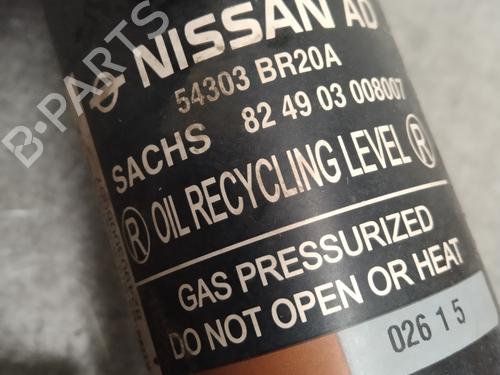 NISSAN AD
54303 BR20A
SACHS 82 49 03 008007
Ⓡ OIL RECYCLING LEVEL Ⓡ
GAS PRESSURIZED
DO NOT OPEN OR HEAT
026 1 5
B-PARTS